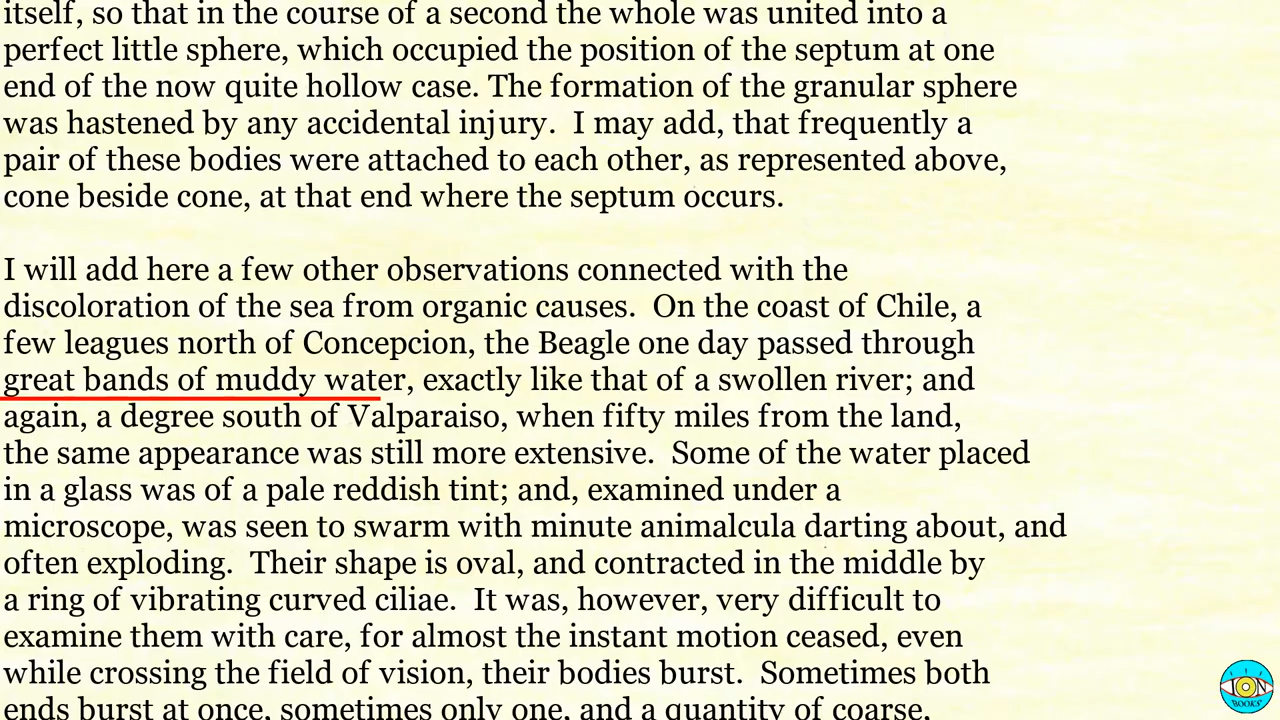 itself, so that in the course of a second the whole was united into a
perfect little sphere, which occupied the position of the septum at one
end of the now quite hollow case. The formation of the granular sphere
was hastened by any accidental injury.  I may add, that frequently a
pair of these bodies were attached to each other, as represented above,
cone beside cone, at that end where the septum occurs.
I will add here a few other observations connected with the
discoloration of the sea from organic causes.  On the coast of Chile, a
few leagues north of Concepcion, the Beagle one day passed through
great bands of muddy water, exactly like that of a swollen river; and
again, a degree south of Valparaiso, when fifty miles from the land,
the same appearance was still more extensive.  Some of the water placed
in a glass was of a pale reddish tint; and, examined under a
microscope, was seen to swarm with minute animalcula darting about, and
often exploding.  Their shape is oval, and contracted in the middle by
a ring of vibrating curved ciliae.  It was, however, very difficult to
examine them with care, for almost the instant motion ceased, even
while crossing the field of vision, their bodies burst.  Sometimes both
ends burst at once, sometimes only one, and a quantity of coarse,
ION
BOOKS